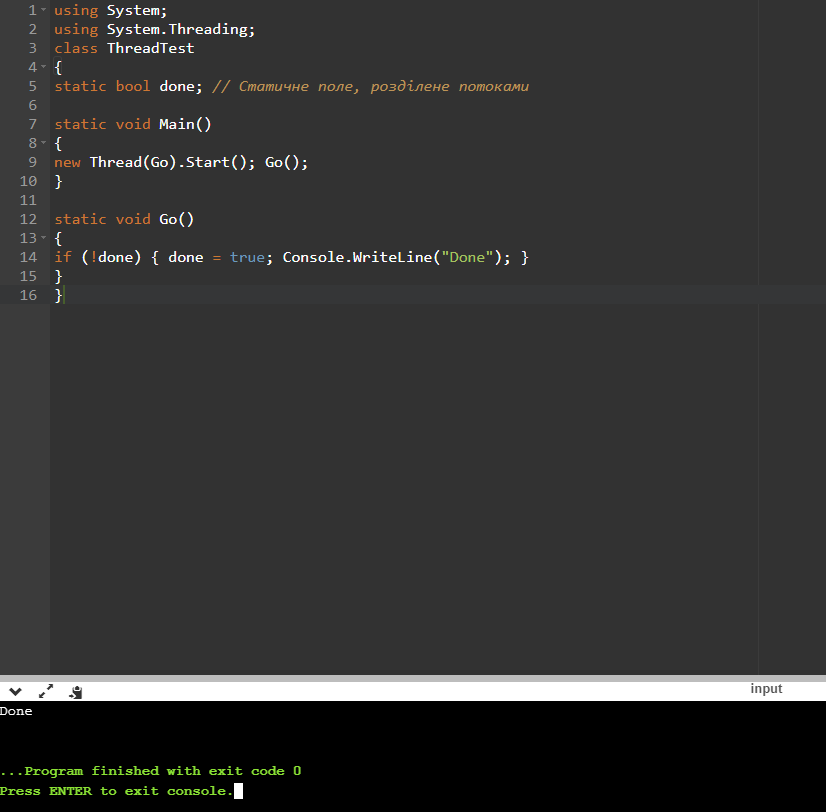 1 using System;
2 using System.Threading;
3 class ThreadTest
4 {
5 static bool done; // Статичне поле, розділене потоками
6
7 static void Main()
8 {
9 new Thread(Go).Start(); Go();
10 }
11
12 static void Go()
13 {
14 if (!done) { done = true; Console.WriteLine("Done"); }
15 }
16 }
input
Done
...Program finished with exit code 0
Press ENTER to exit console.